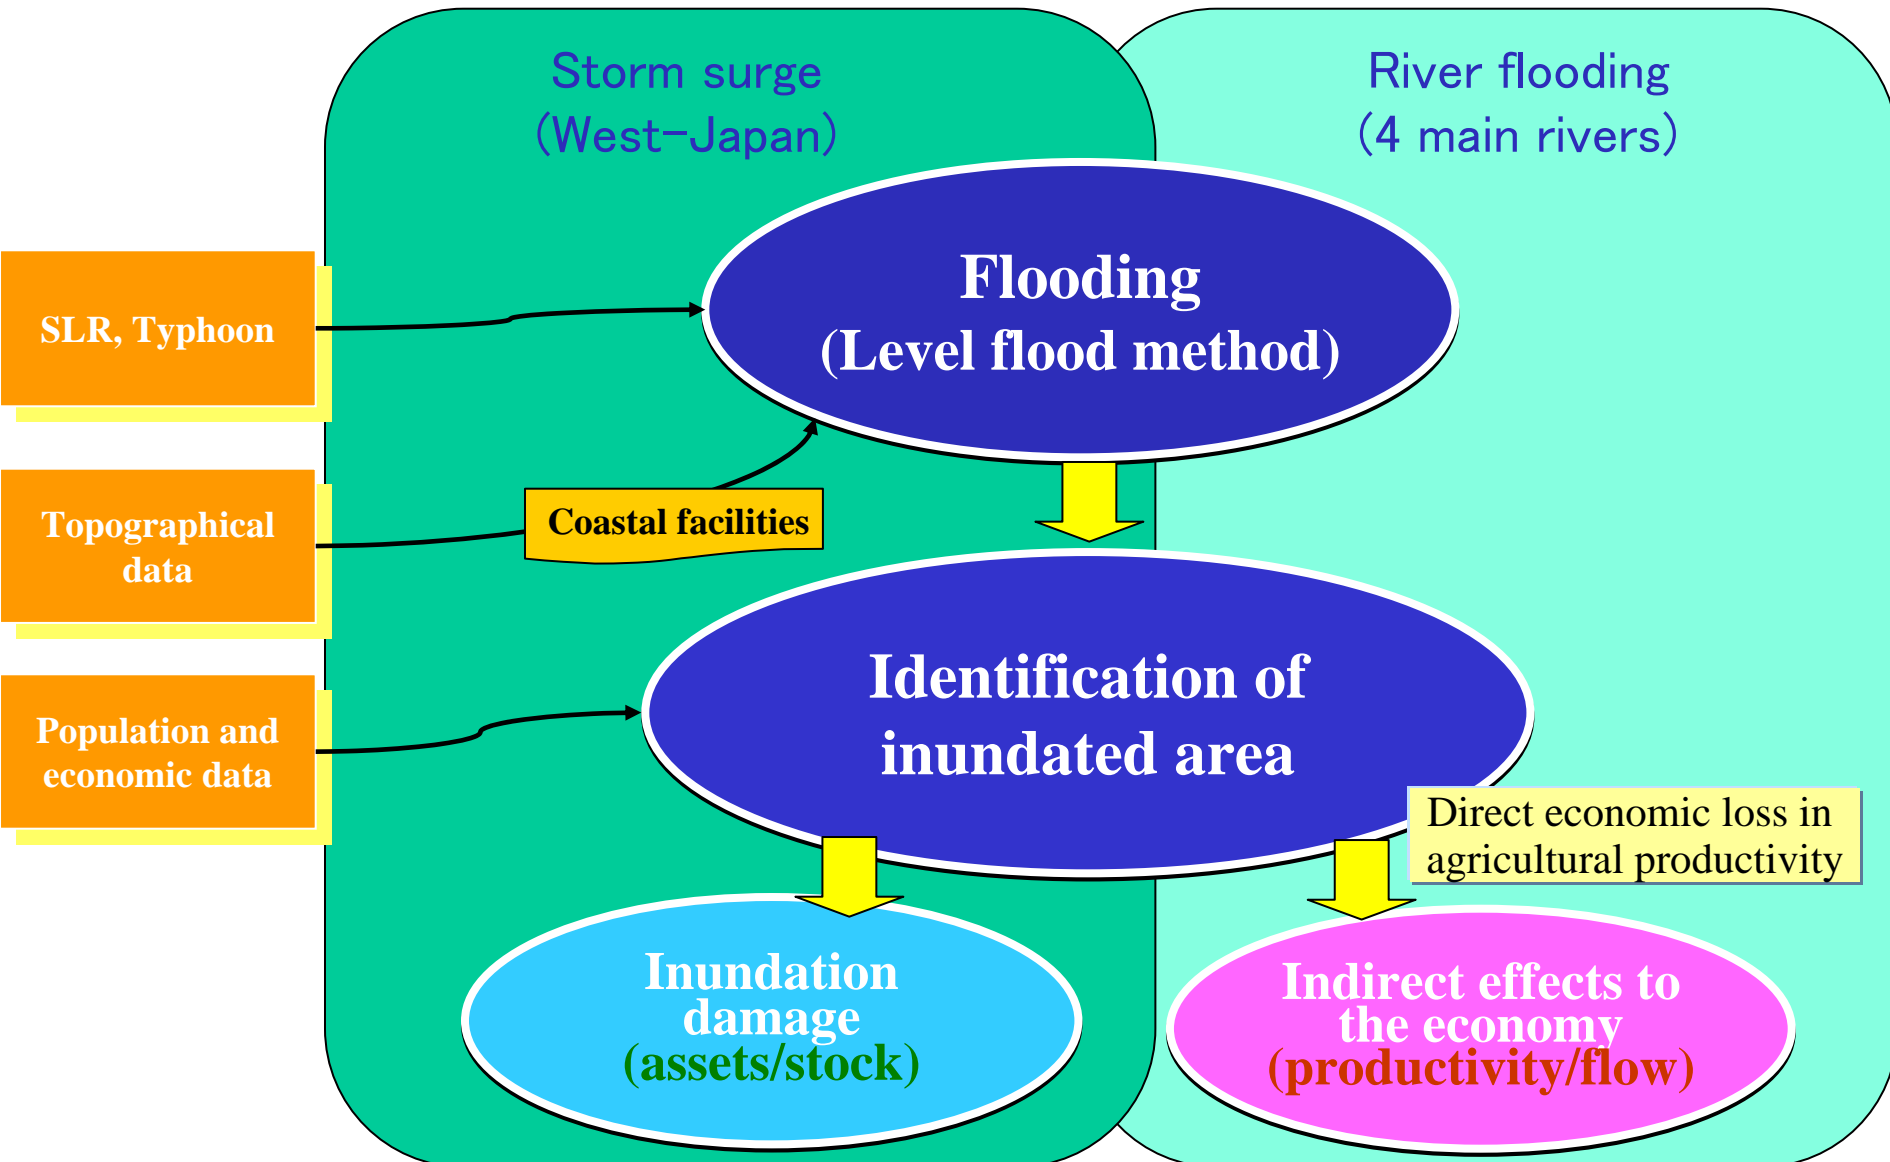 Storm surge
(West-Japan)
River flooding
(4 main rivers)
Flooding
(Level flood method)
SLR, Typhoon
Topographical
data
Coastal facilities
Identification of
inundated area
Population and
economic data
Direct economic loss in
agricultural productivity
Inundation
damage
(assets/stock)
Indirect effects to
the economy
(productivity/flow)